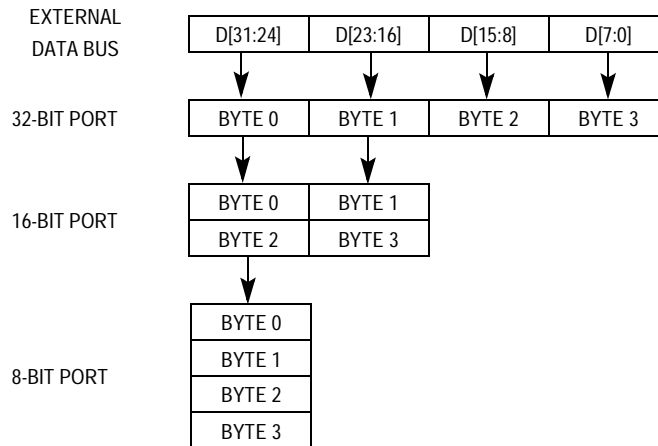 EXTERNAL
DATA BUS
D[31:24] D[23:16] D[15:8] D[7:0]
32-BIT PORT BYTE 0 BYTE 1 BYTE 2 BYTE 3
16-BIT PORT
BYTE 0 BYTE 1
BYTE 2 BYTE 3
8-BIT PORT
BYTE 0
BYTE 1
BYTE 2
BYTE 3